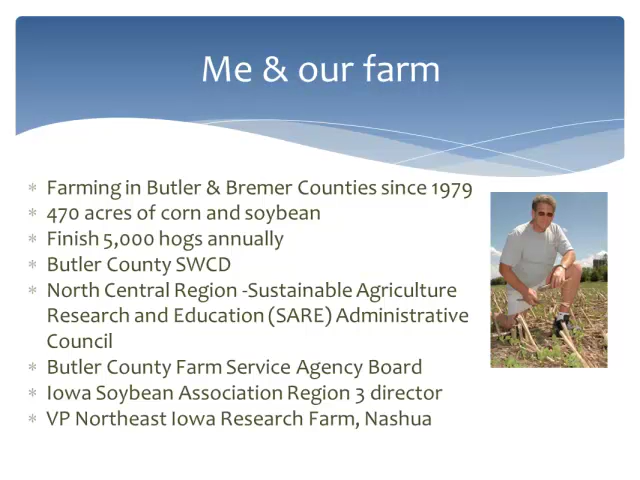 Me & our farm
* Farming in Butler & Bremer Counties since 1979
* 470 acres of corn and soybean
* Finish 5,000 hogs annually
* Butler County SWCD
* North Central Region -Sustainable Agriculture
Research and Education (SARE) Administrative
Council
* Butler County Farm Service Agency Board
* Iowa Soybean Association Region 3 director
* VP Northeast Iowa Research Farm, Nashua